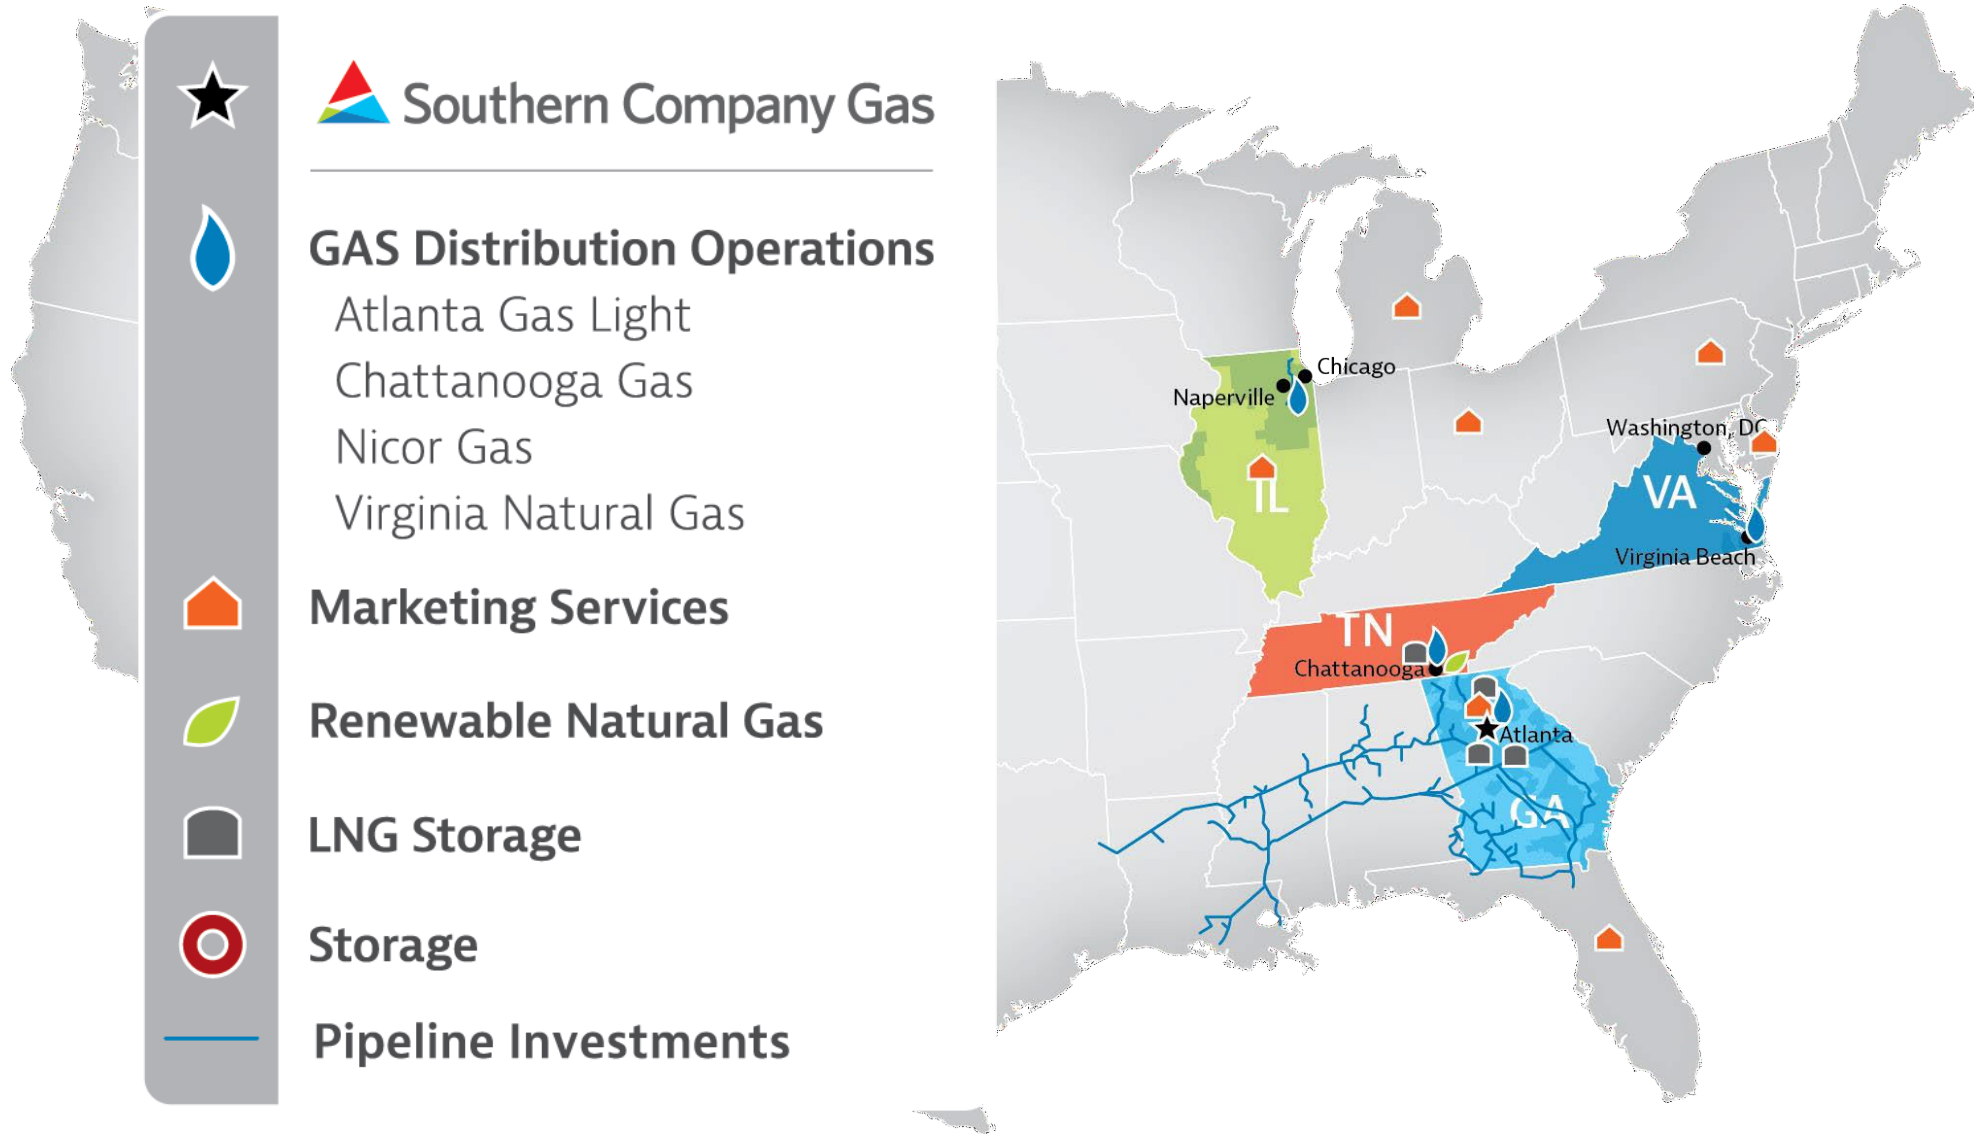 Southern Company Gas
GAS Distribution Operations
Atlanta Gas Light
Chattanooga Gas
Nicor Gas
Virginia Natural Gas
Marketing Services
Renewable Natural Gas
LNG Storage
Storage
Pipeline Investments
Chicago
Naperville
Washington, DC
IL
VA
Virginia Beach
TN
Chattanooga
Atlanta
GA